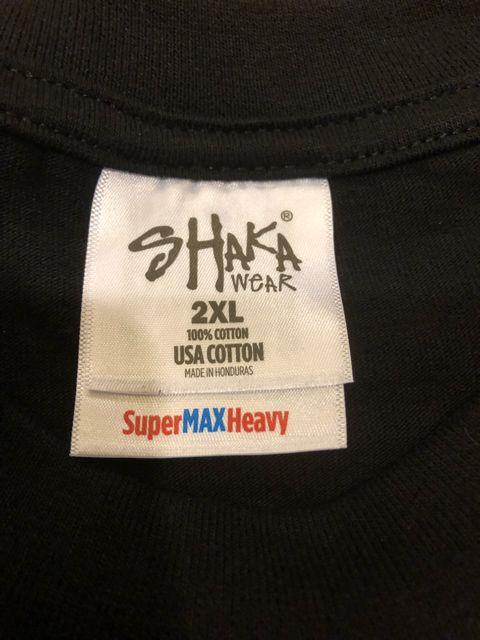 SHAKA®
WEAR
2XL
100% COTTON
USA COTTON
MADE IN HONDURAS
SuperMAXHeavy